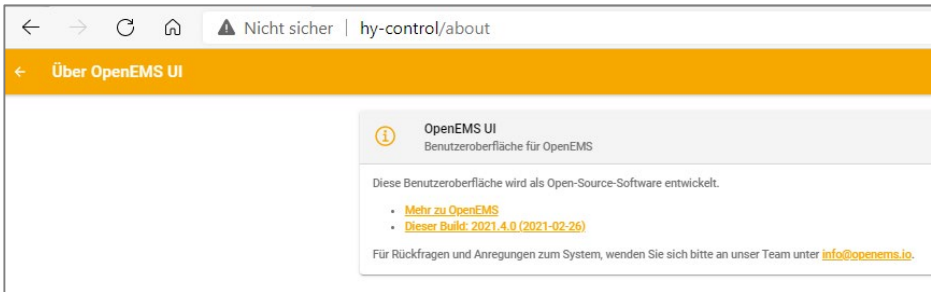 Nicht sicher | hy-control/about
Über OpenEMS UI
OpenEMS UI
Benutzeroberfläche für OpenEMS
Diese Benutzeroberfläche wird als Open-Source-Software entwickelt.
Mehr zu OpenEMS
Dieser Build: 2021.4.0 (2021-02-26)
Für Rückfragen und Anregungen zum System, wenden Sie sich bitte an unser Team unter info@openems.io.